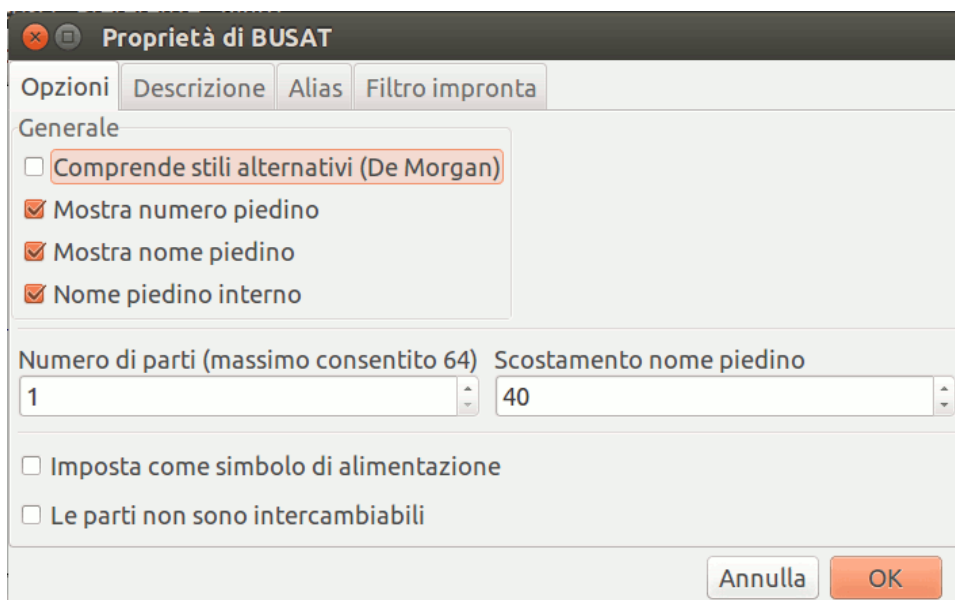 Proprietà di BUSAT
Opzioni Descrizione Alias Filtro impronta
Generale
Comprende stili alternativi (De Morgan)
Mostra numero piedino
Mostra nome piedino
Nome piedino interno
Numero di parti (massimo consentito 64) Scostamento nome piedino
1 40
Imposta come simbolo di alimentazione
Le parti non sono intercambiabili
Annulla OK